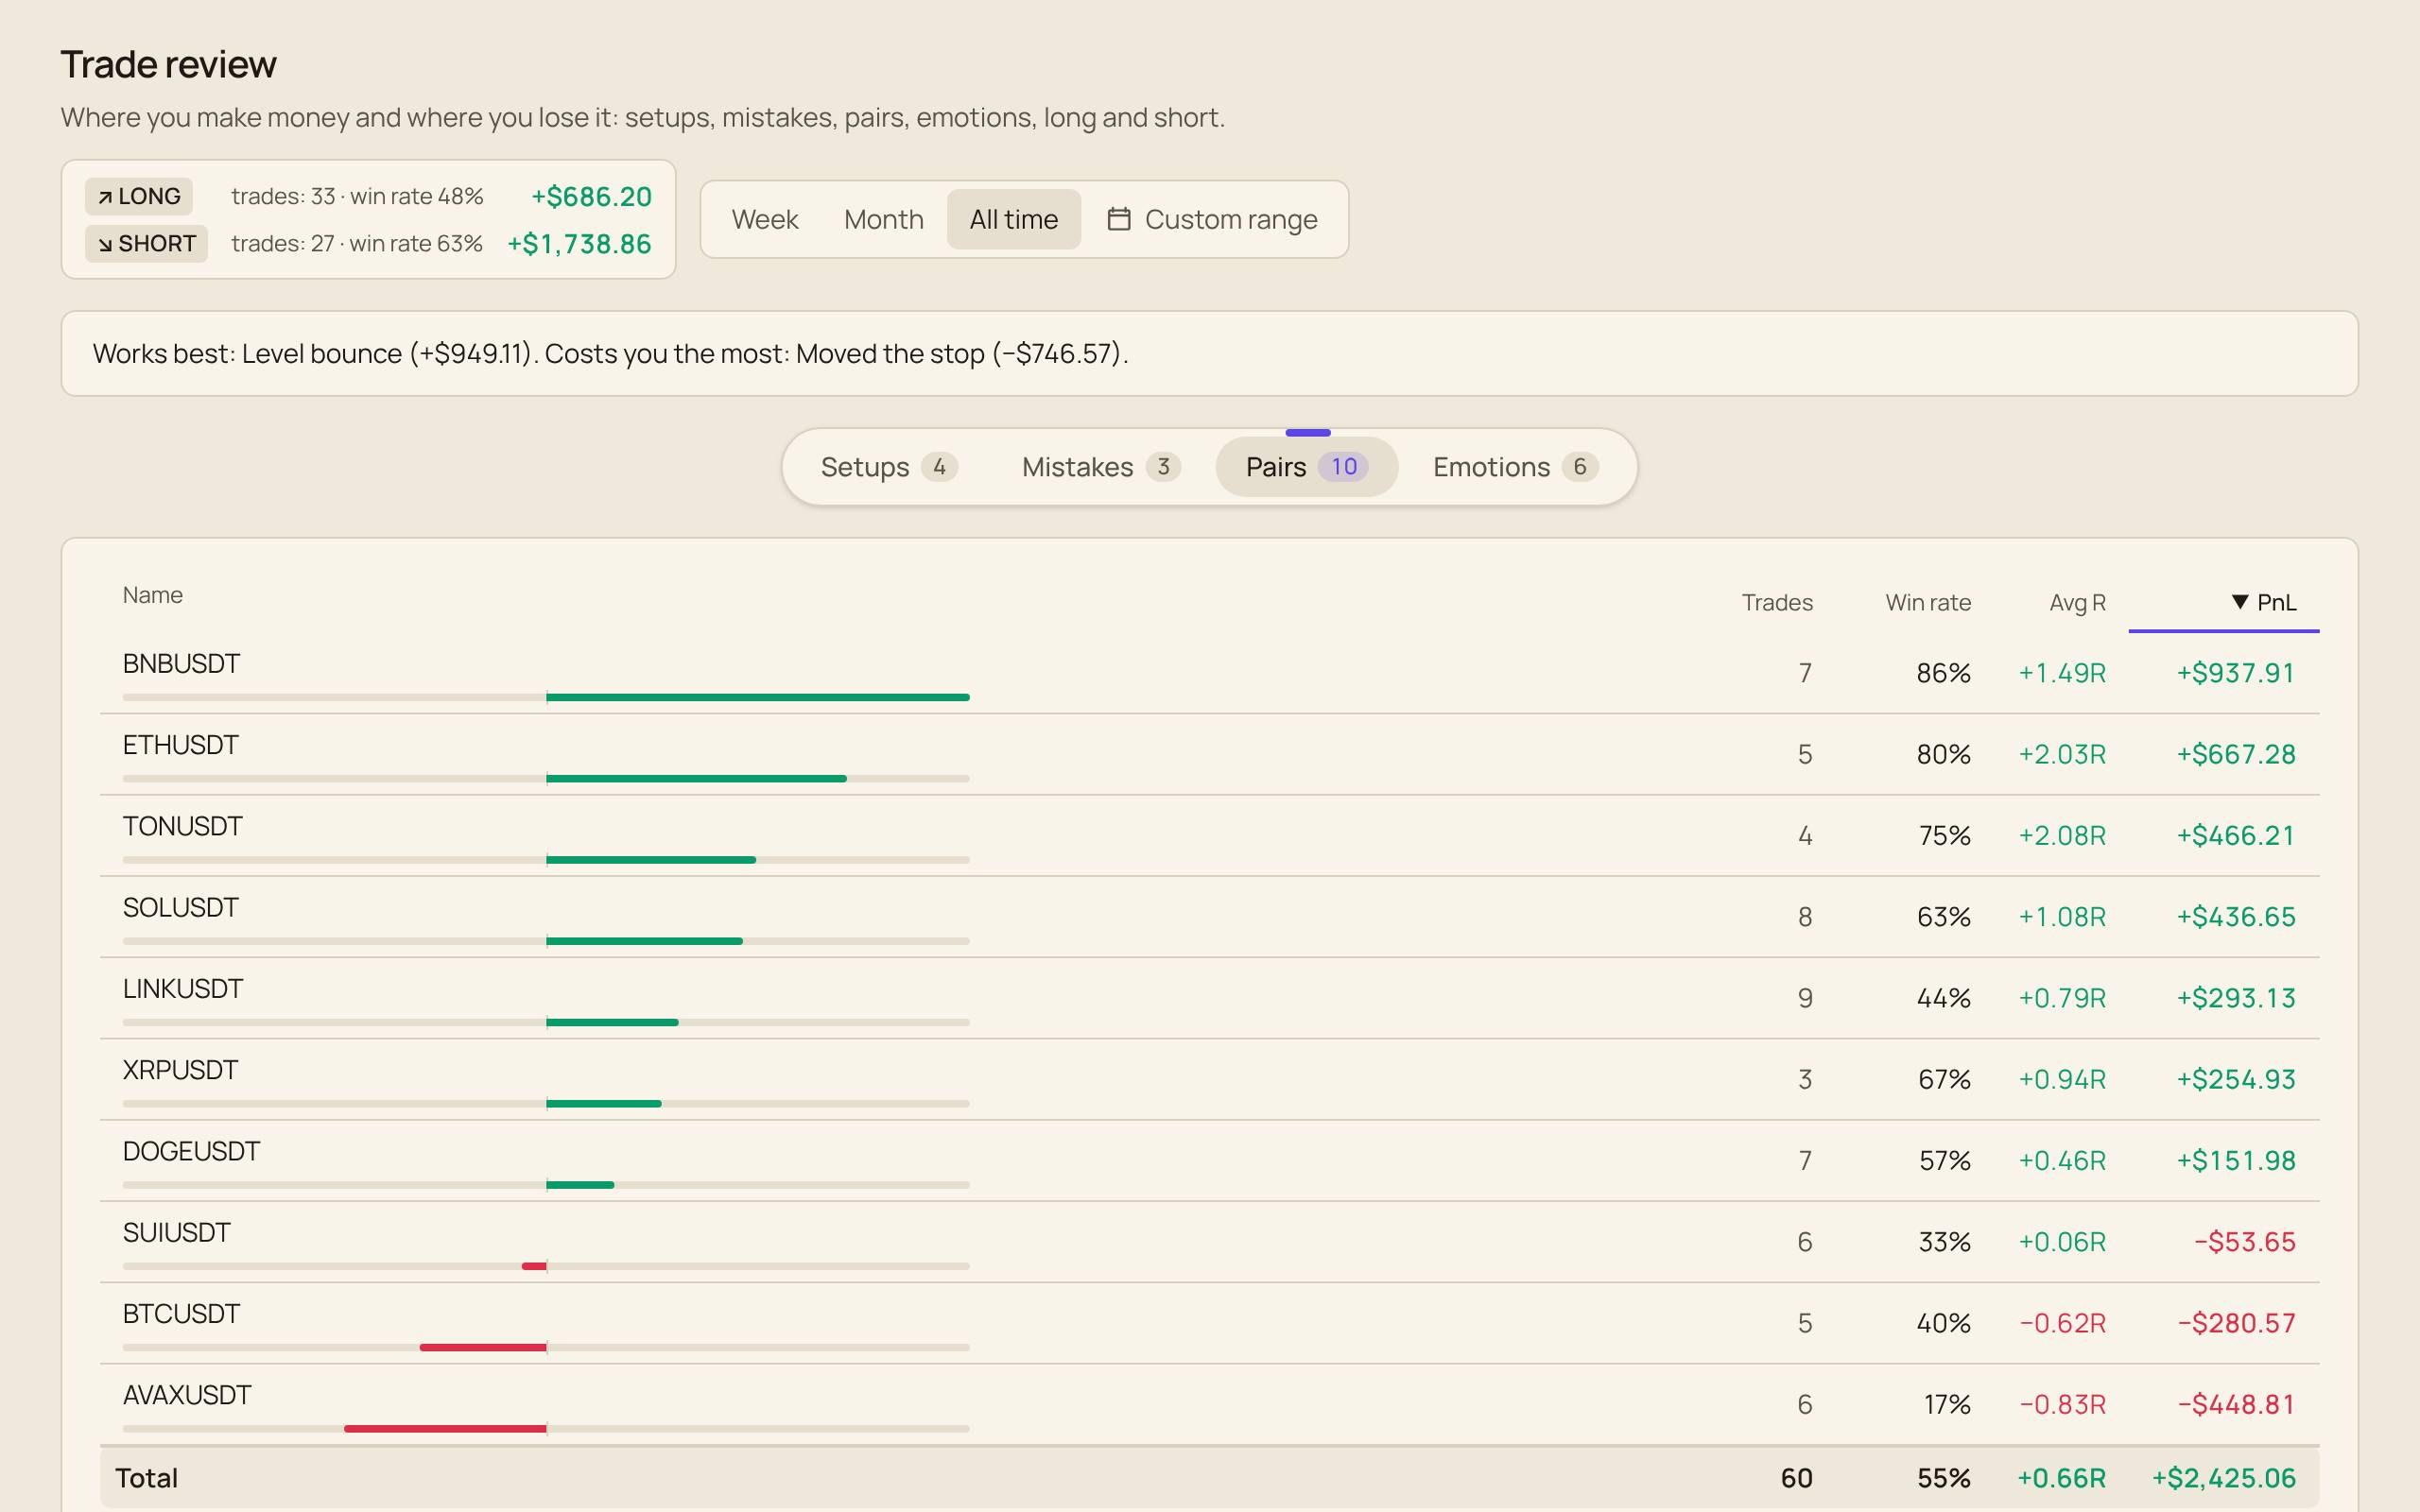 Trade review
Where you make money and where you lose it: setups, mistakes, pairs, emotions, long and short.
LONG trades: 33 · win rate 48% +$686.20
SHORT trades: 27 · win rate 63% +$1,738.86
Week Month All time Custom range
Works best: Level bounce (+$949.11). Costs you the most: Moved the stop (−$746.57).
Setups 4 Mistakes 3 Pairs 10 Emotions 6
Name Trades Win rate Avg R ▼ PnL
BNBUSDT 7 86% +1.49R +$937.91
ETHUSDT 5 80% +2.03R +$667.28
TONUSDT 4 75% +2.08R +$466.21
SOLUSDT 8 63% +1.08R +$436.65
LINKUSDT 9 44% +0.79R +$293.13
XRPUSDT 3 67% +0.94R +$254.93
DOGEUSDT 7 57% +0.46R +$151.98
SUIUSDT 6 33% +0.06R −$53.65
BTCUSDT 5 40% −0.62R −$280.57
AVAXUSDT 6 17% −0.83R −$448.81
Total 60 55% +0.66R +$2,425.06